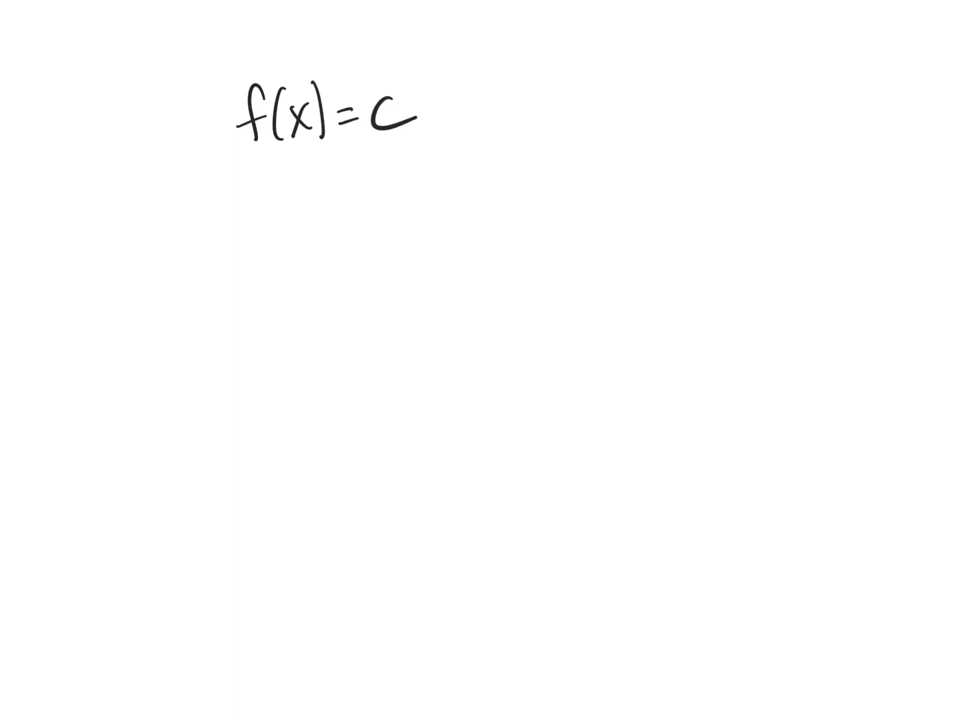 f(x) = c